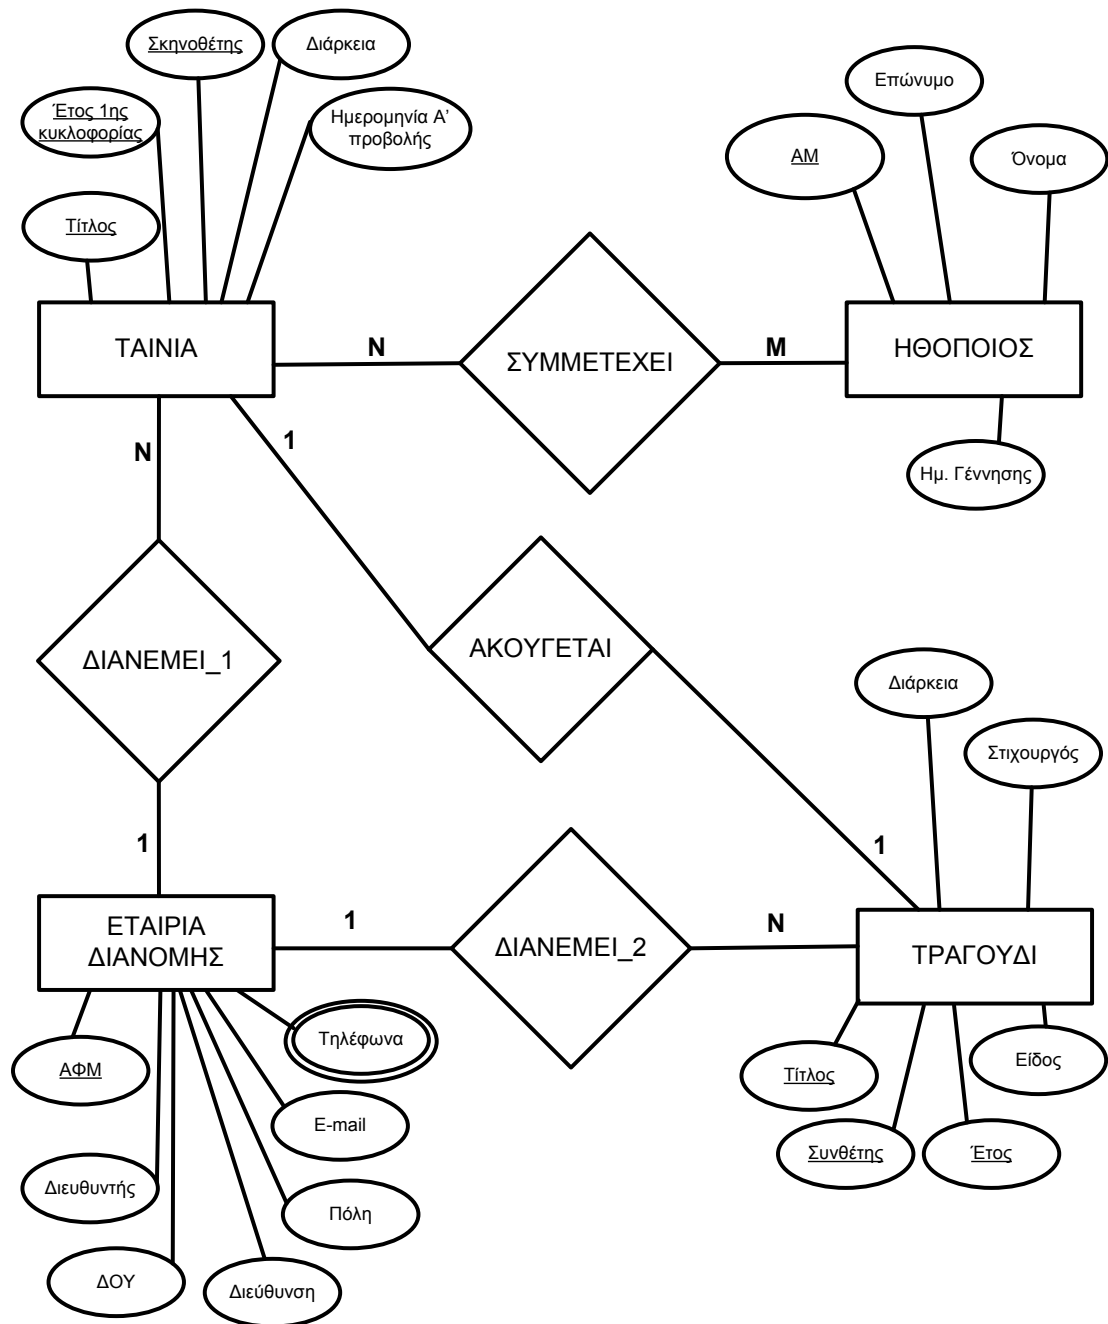 Σκηνοθέτης
Διάρκεια
Έτος 1ης
κυκλοφορίας
Ημερομηνία Α'
προβολής
Τίτλος
Επώνυμο
ΑΜ
Όνομα
ΤΑΙΝΙΑ
N
ΣΥΜΜΕΤΕΧΕΙ
M
ΗΘΟΠΟΙΟΣ
N
1
Ημ. Γέννησης
ΔΙΑΝΕΜΕΙ_1
ΑΚΟΥΓΕΤΑΙ
Διάρκεια
Στιχουργός
1
1
ΕΤΑΙΡΙΑ
ΔΙΑΝΟΜΗΣ
1
ΔΙΑΝΕΜΕΙ_2
N
ΤΡΑΓΟΥΔΙ
Τηλέφωνα
ΑΦΜ
E-mail
Διευθυντής
Πόλη
ΔΟΥ
Διεύθυνση
Τίτλος
Είδος
Συνθέτης
Έτος